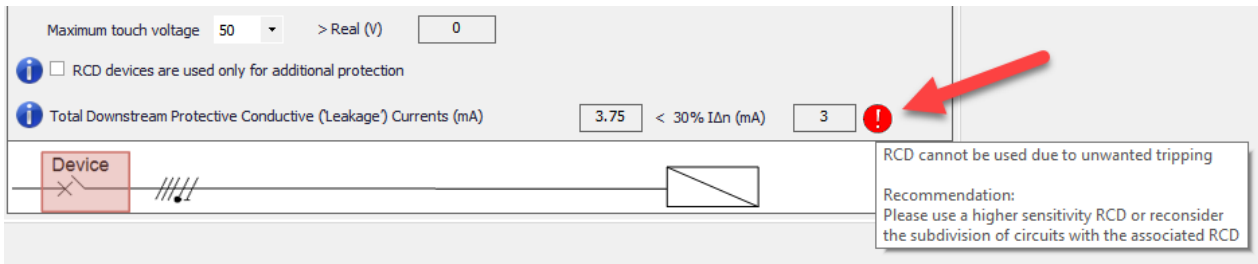 Maximum touch voltage 50 > Real (V) 0
RCD devices are used only for additional protection
Total Downstream Protective Conductive ('Leakage') Currents (mA) 3.75 < 30% IΔn (mA) 3
RCD cannot be used due to unwanted tripping
Recommendation:
Please use a higher sensitivity RCD or reconsider
the subdivision of circuits with the associated RCD
Device